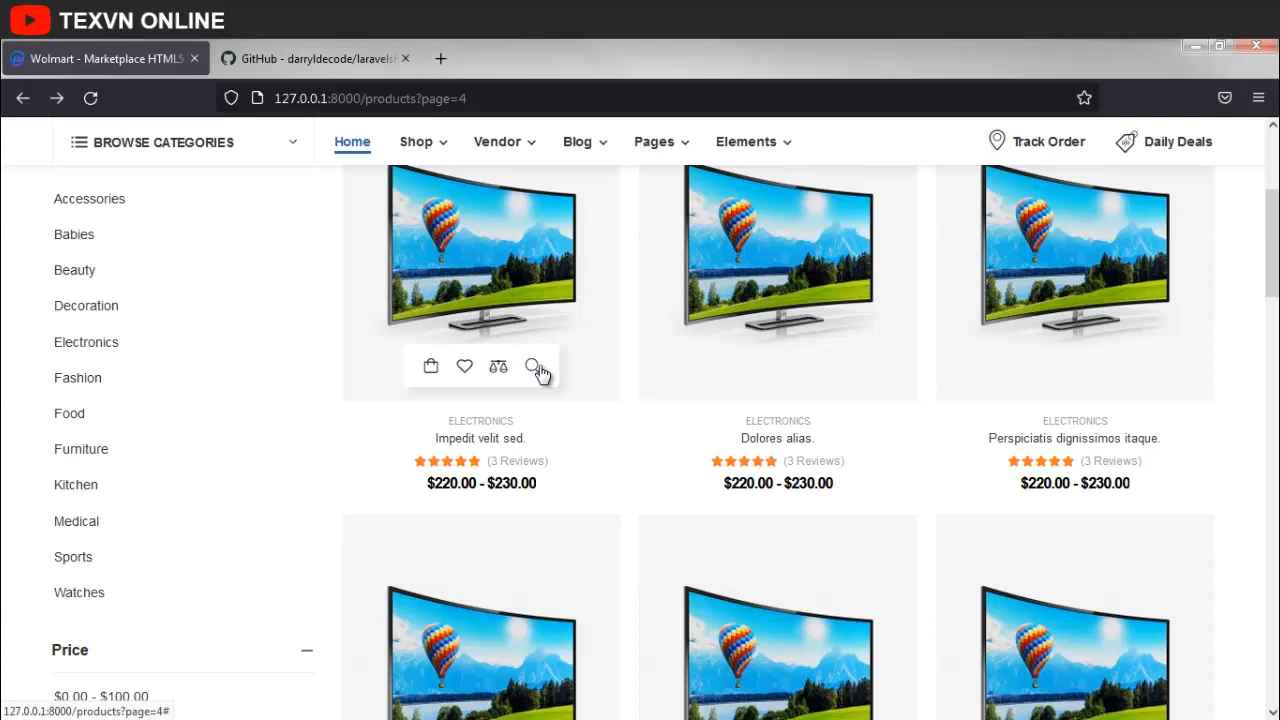 TEXVN ONLINE
Wolmart - Marketplace HTML5
GitHub - darryldecode/laravelsh
127.0.0.1:8000/products?page=4
BROWSE CATEGORIES
Home
Shop
Vendor
Blog
Pages
Elements
Track Order
Daily Deals
Accessories
Babies
Beauty
Decoration
Electronics
Fashion
Food
Furniture
Kitchen
Medical
Sports
Watches
Price
$0.00 - $100.00
ELECTRONICS
Impedit velit sed.
(3 Reviews)
$220.00 - $230.00
ELECTRONICS
Dolores alias.
(3 Reviews)
$220.00 - $230.00
ELECTRONICS
Perspiciatis dignissimos itaque.
(3 Reviews)
$220.00 - $230.00
127.0.0.1:8000/products?page=4#